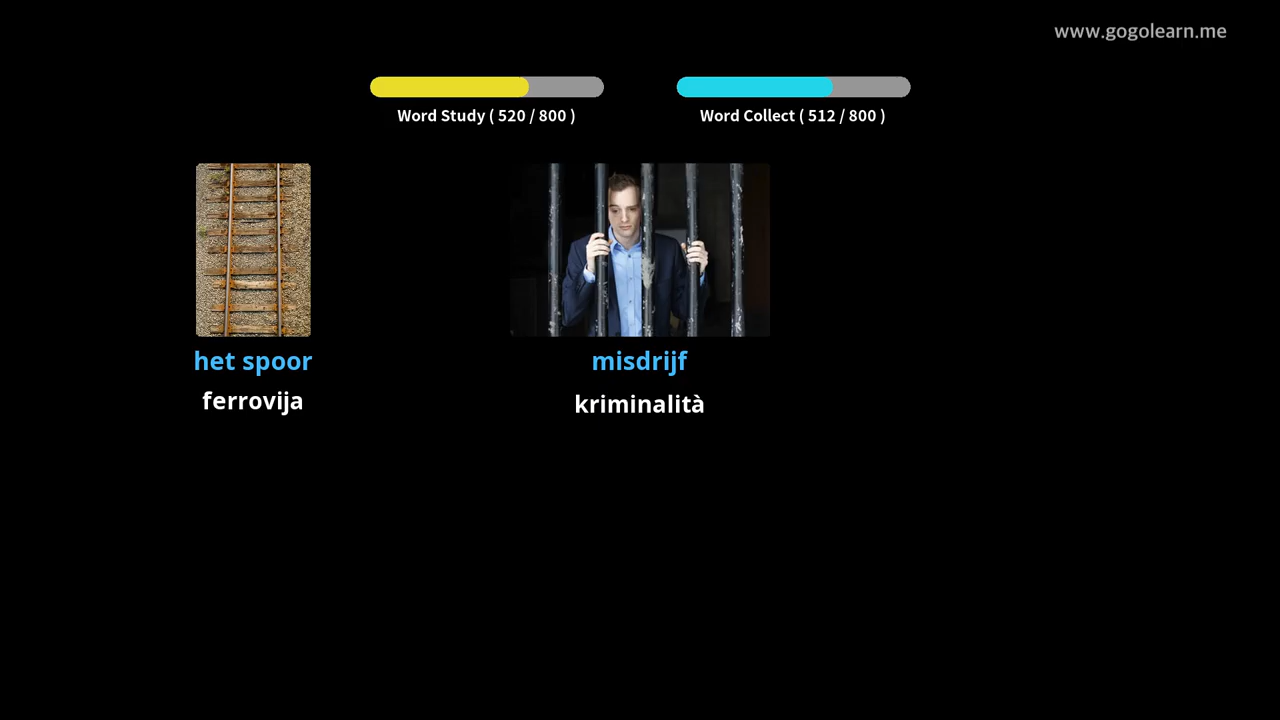 www.gogolearn.me
Word Study ( 520 / 800 )
Word Collect ( 512 / 800 )
het spoor
ferrovija
misdrijf
kriminalità